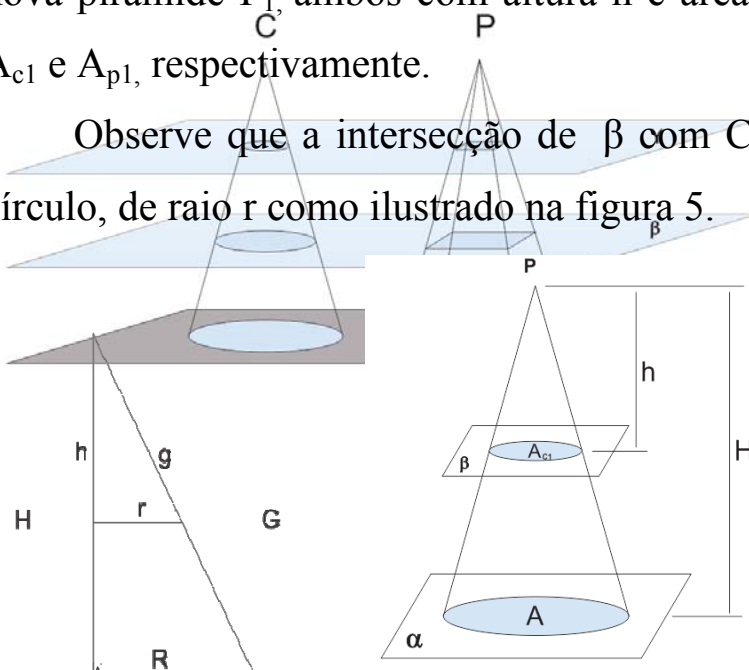 nova pirâmide P1, ambos com altura h e área
C P
Ac1 e Ap1, respectivamente.
Observe que a intersecção de β com C
írculo, de raio r como ilustrado na figura 5.
β
P
h
h
g
Ac1
β
H
H
r
G
A
α
R